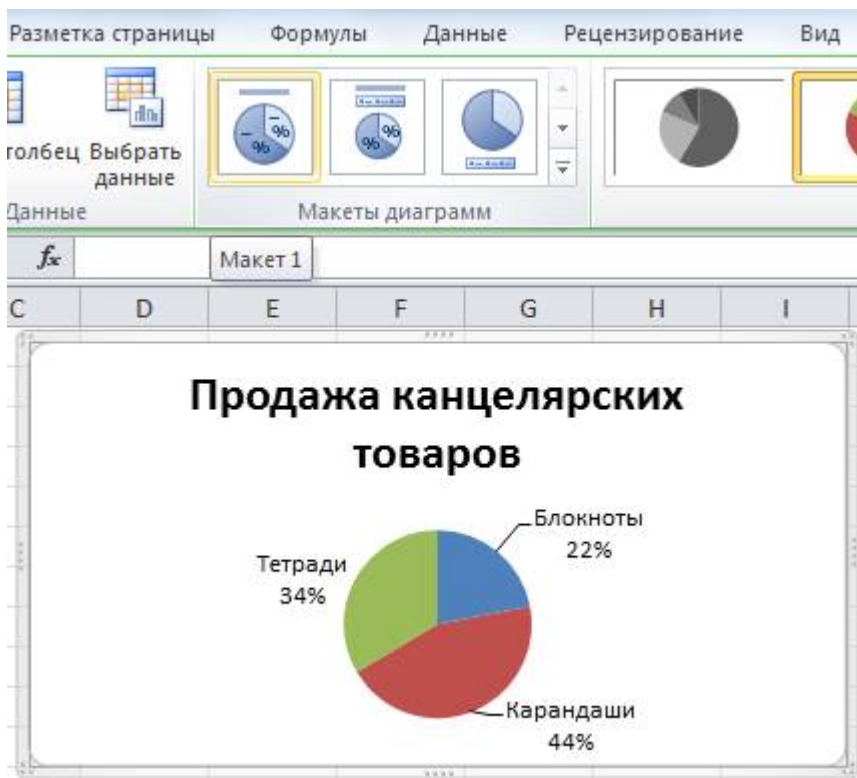 Разметка страницы Формулы Данные Рецензирование Вид
толбец Выбрать
данные
Данные Макеты диаграмм
fx Макет 1
C D E F G H I
Продажа канцелярских
товаров
Блокноты
22%
Тетради
34%
Карандаши
44%